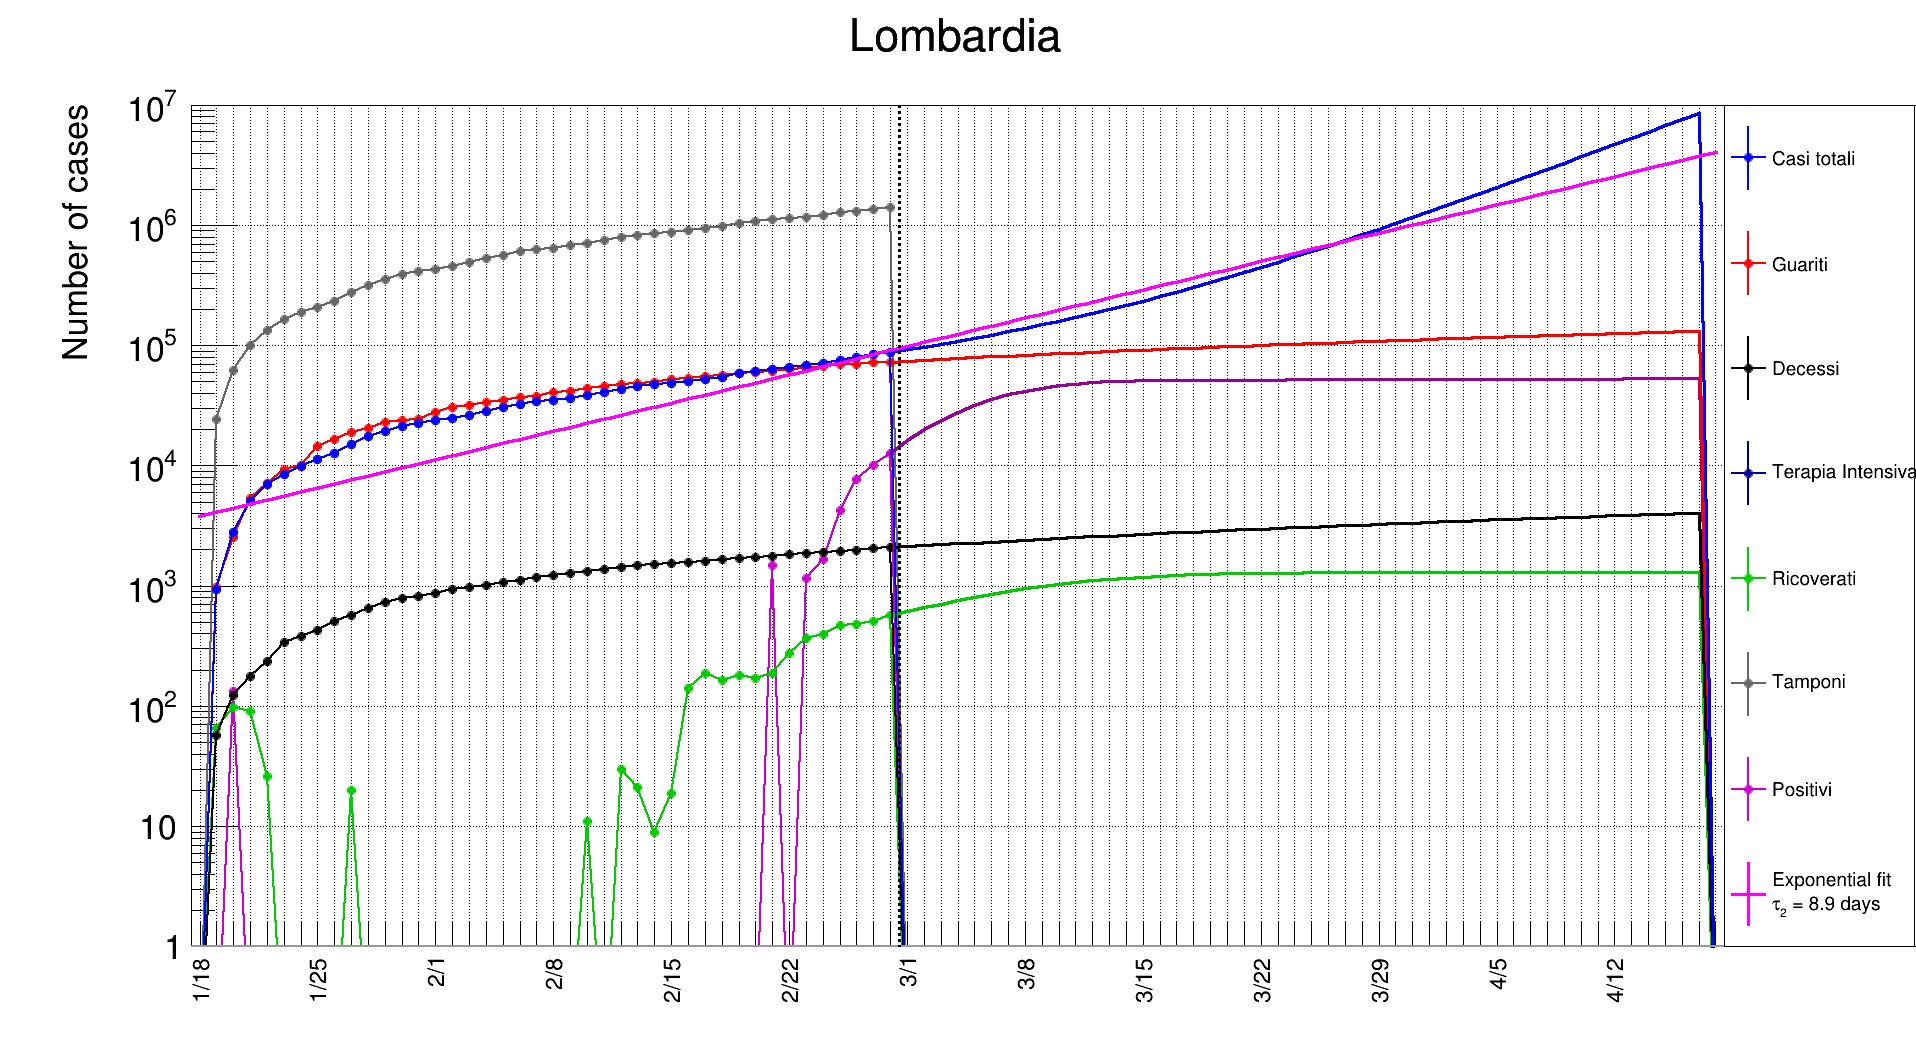 Lombardia
Number of cases
10^7
10^6
10^5
10^4
10^3
10^2
10
1
1/18
1/25
2/1
2/8
2/15
2/22
3/1
3/8
3/15
3/22
3/29
4/5
4/12
Casi totali
Guariti
Decessi
Terapia Intensiva
Ricoverati
Tamponi
Positivi
Exponential fit
τ₂ = 8.9 days